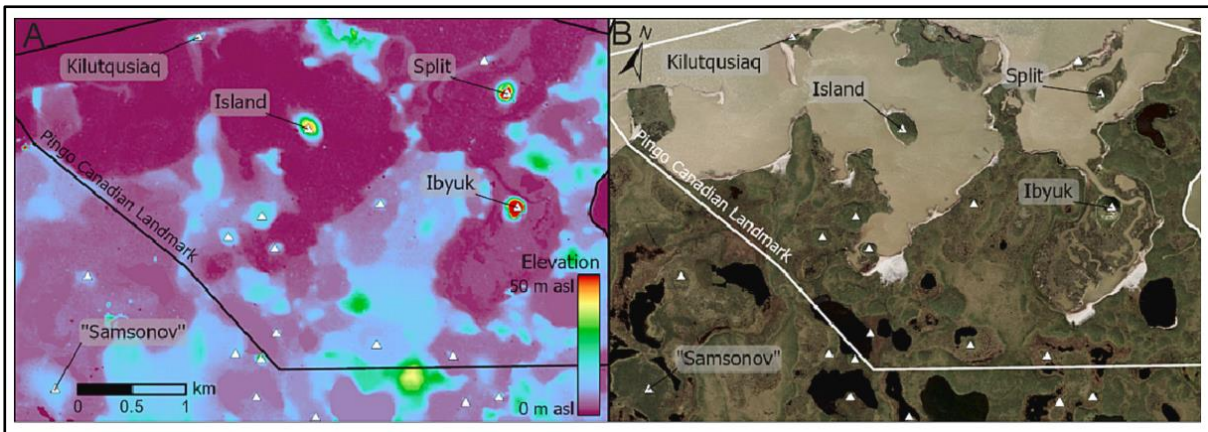 A
Kilutqusiaq
Split
Island
Pingo Canadian Landmark
Ibyuk
Elevation
50 m asl
"Samsonov"
km
0 0.5 1
0 m asl
B
N
Kilutqusiaq
Split
Island
Pingo Canadian Landmark
Ibyuk
"Samsonov"